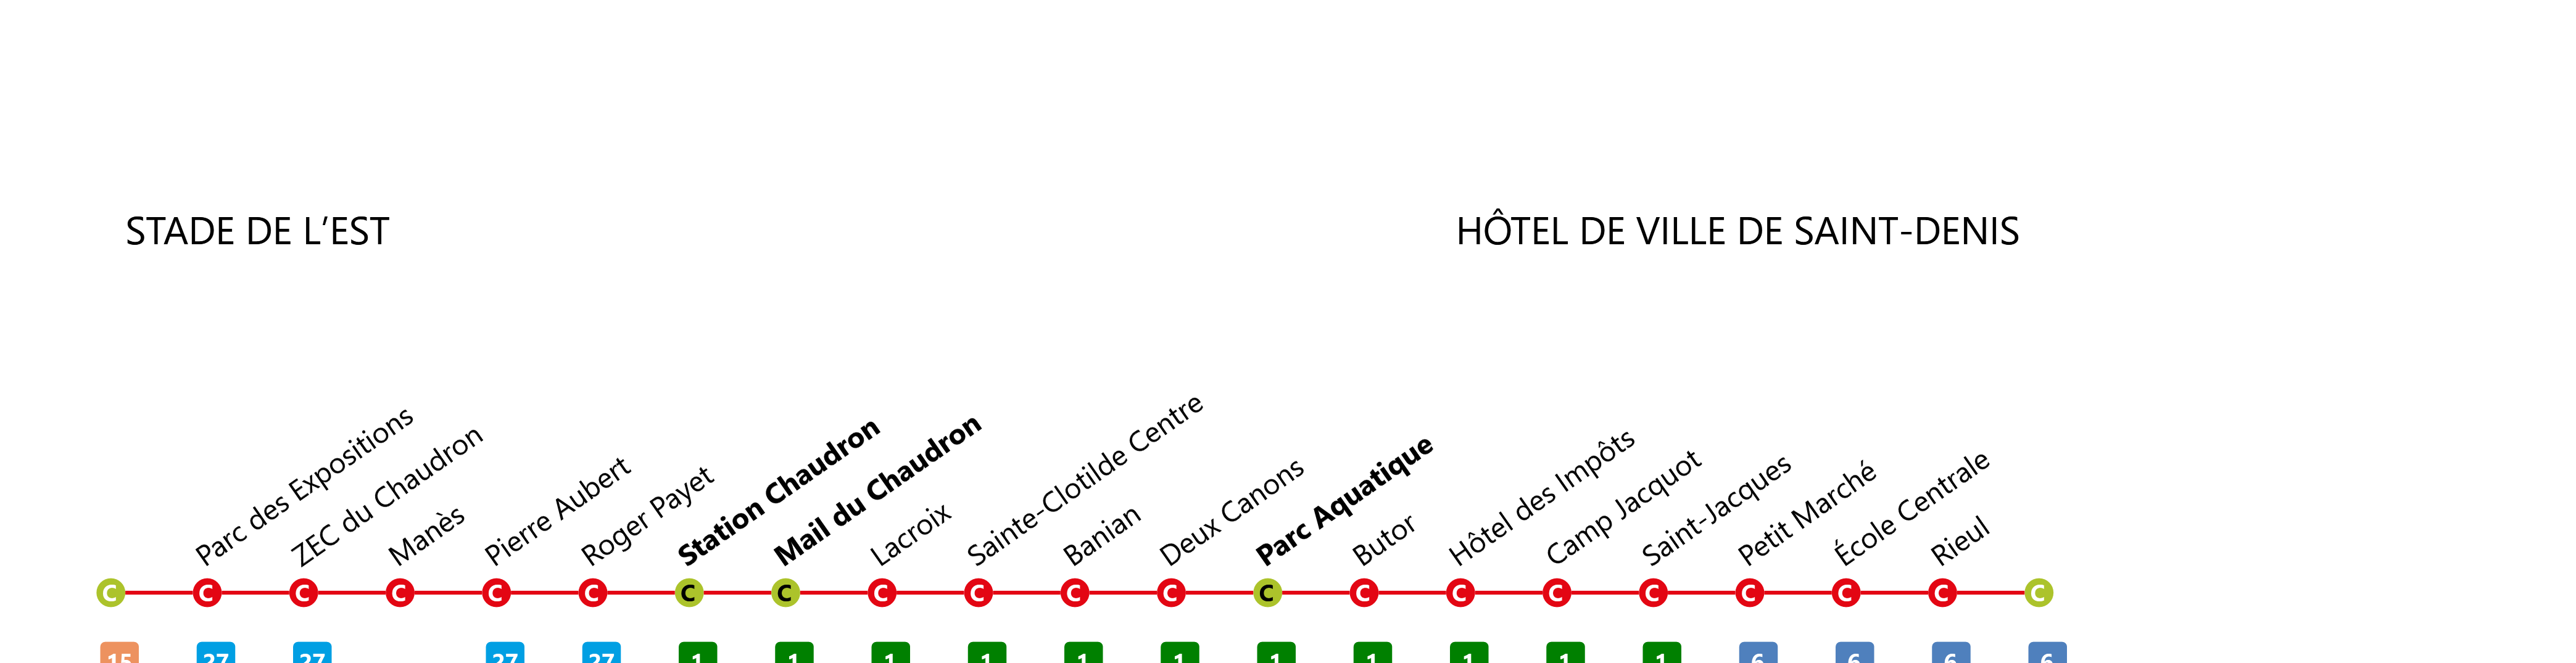 STADE DE L’EST
HÔTEL DE VILLE DE SAINT-DENIS
Parc des Expositions
ZEC du Chaudron
Manès
Pierre Aubert
Roger Payet
Station Chaudron
Mail du Chaudron
Lacroix
Sainte-Clotilde Centre
Banian
Deux Canons
Parc Aquatique
Butor
Hôtel des Impôts
Camp Jacquot
Saint-Jacques
Petit Marché
École Centrale
Rieul
C C C C C C C C C C C C C C C C C C C C C
15 27 27 27 27 1 1 1 1 1 1 1 1 1 1 1 6 6 6 6